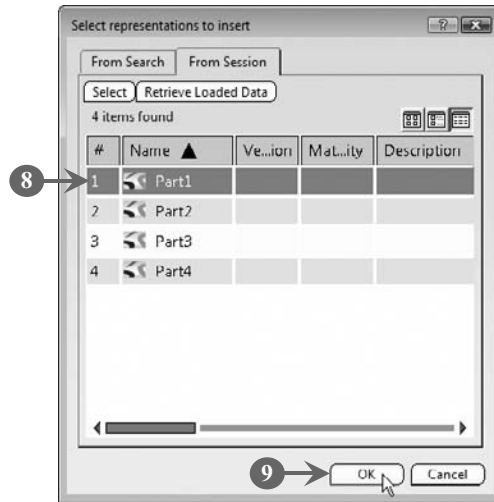 Select representations to insert
From Search From Session
Select Retrieve Loaded Data
4 items found
# Name ▲ Ve...ion Mat...ity Description
8 1 Part1
2 Part2
3 Part3
4 Part4
9 OK Cancel